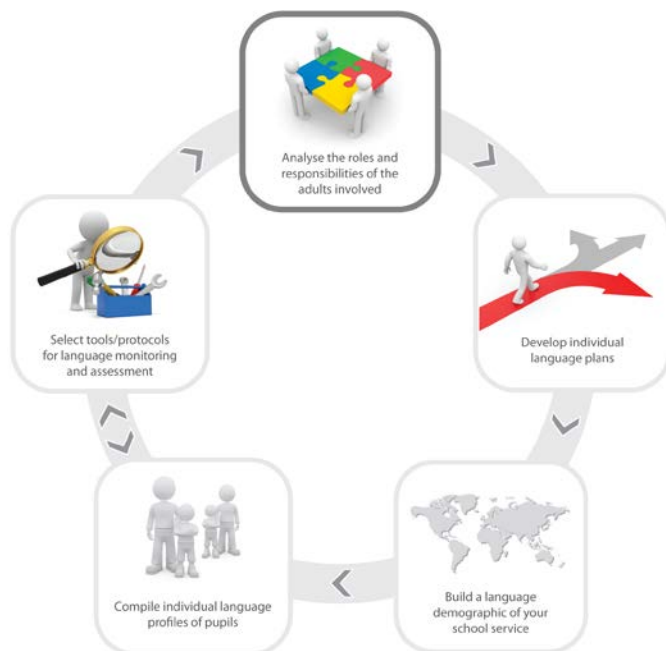 Analyse the roles and
responsibilities of the
adults involved
Select tools/protocols
for language monitoring
and assessment
Develop individual
language plans
Compile individual language
profiles of pupils
Build a language
demographic of your
school service